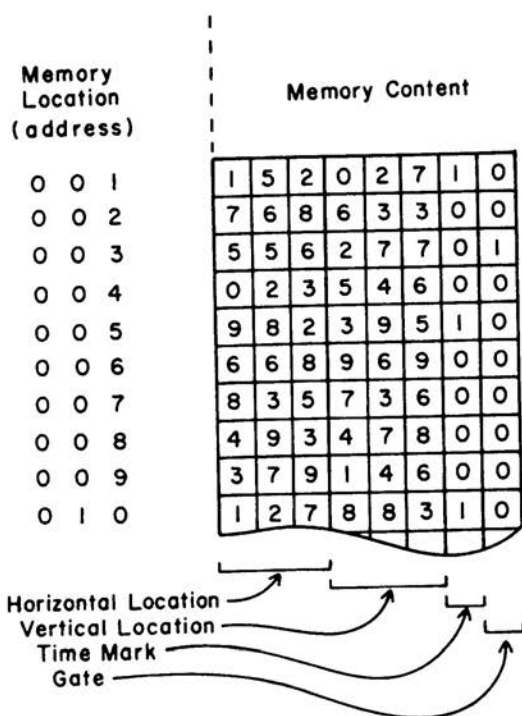 Memory
Location
(address)
Memory Content
0 0 1 1 5 2 0 2 7 1 0
0 0 2 7 6 8 6 3 3 0 0
0 0 3 5 5 6 2 7 7 0 1
0 0 4 0 2 3 5 4 6 0 0
0 0 5 9 8 2 3 9 5 1 0
0 0 6 6 6 8 9 6 9 0 0
0 0 7 8 3 5 7 3 6 0 0
0 0 8 4 9 3 4 7 8 0 0
0 0 9 3 7 9 1 4 6 0 0
0 1 0 1 2 7 8 8 3 1 0
Horizontal Location
Vertical Location
Time Mark
Gate